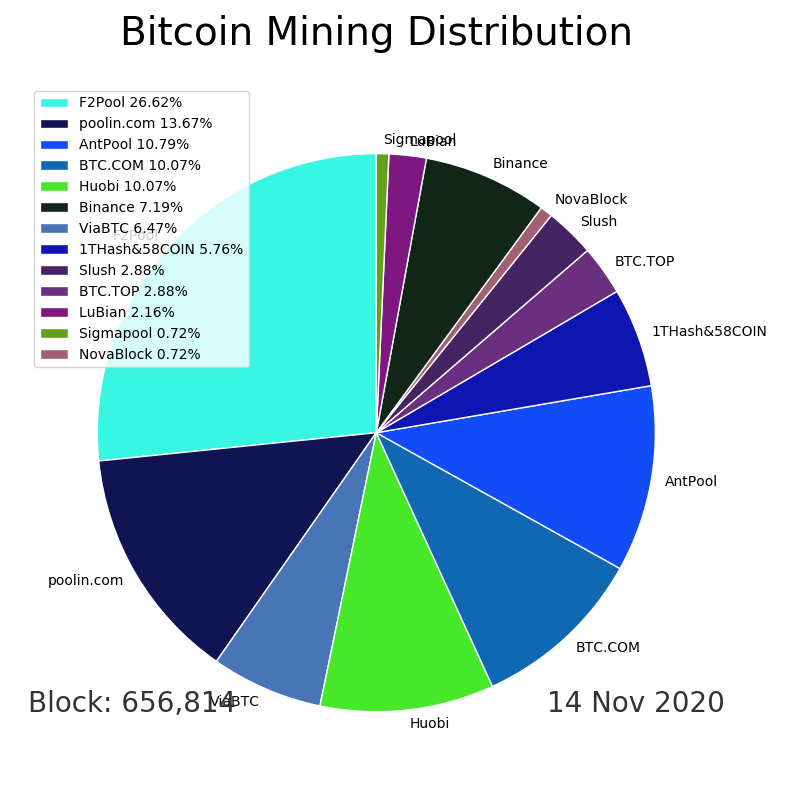 Bitcoin Mining Distribution
F2Pool 26.62%
poolin.com 13.67%
AntPool 10.79%
BTC.COM 10.07%
Huobi 10.07%
Binance 7.19%
ViaBTC 6.47%
1THash&58COIN 5.76%
Slush 2.88%
BTC.TOP 2.88%
LuBian 2.16%
Sigmapool 0.72%
NovaBlock 0.72%
F2Pool
Sigmapool
LuBian
Binance
NovaBlock
Slush
BTC.TOP
1THash&58COIN
AntPool
BTC.COM
Huobi
ViaBTC
poolin.com
Block: 656,814
14 Nov 2020